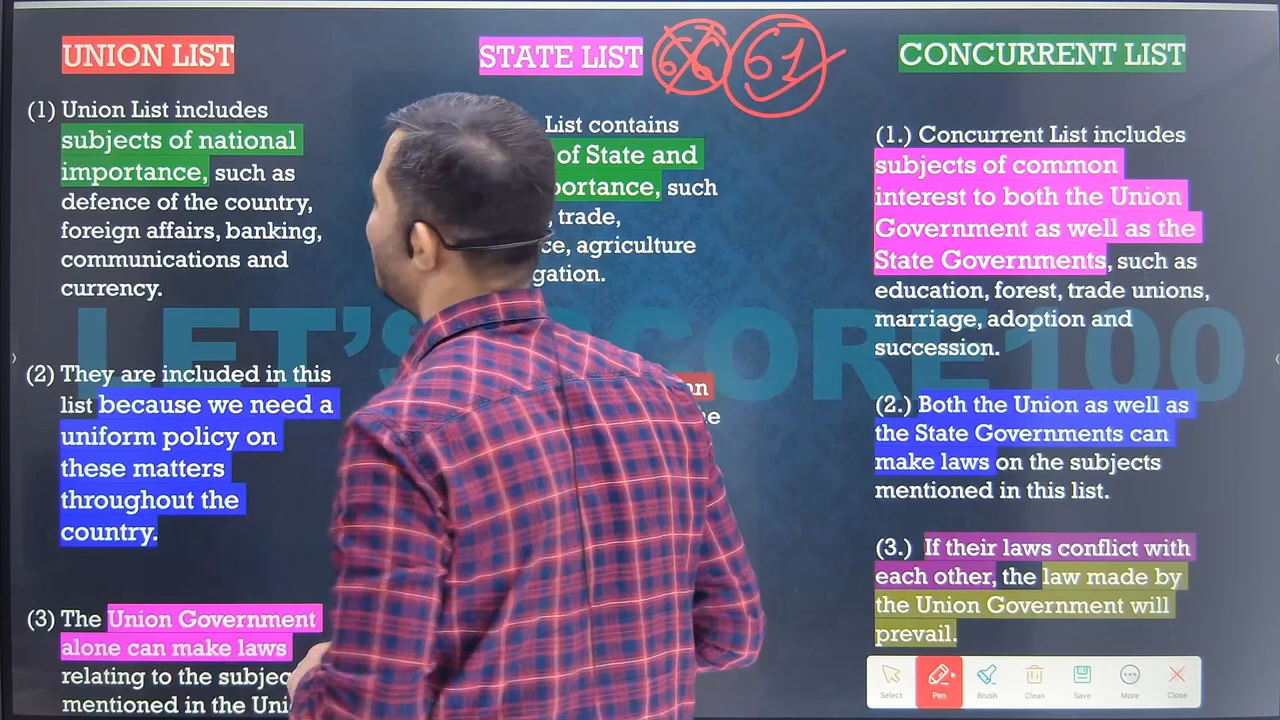 UNION LIST
(1) Union List includes
subjects of national
importance, such as
defence of the country,
foreign affairs, banking,
communications and
currency.
(2) They are included in this
list because we need a
uniform policy on
these matters
throughout the
country.
(3) The Union Government
alone can make laws
relating to the
mentioned in the
STATE LIST 66 61
List contains
of State and
such
trade,
agriculture
CONCURRENT LIST
(1.) Concurrent List includes
subjects of common
interest to both the Union
Government as well as the
State Governments, such as
education, forest, trade unions,
marriage, adoption and
succession.
(2.) Both the Union as well as
the State Governments can
make laws on the subjects
mentioned in this list.
(3.) If their laws conflict with
each other, the law made by
the Union Government will
prevail.
LET'S SCORE 100
Select
Pen
Brush
Clean
Save
More
Close